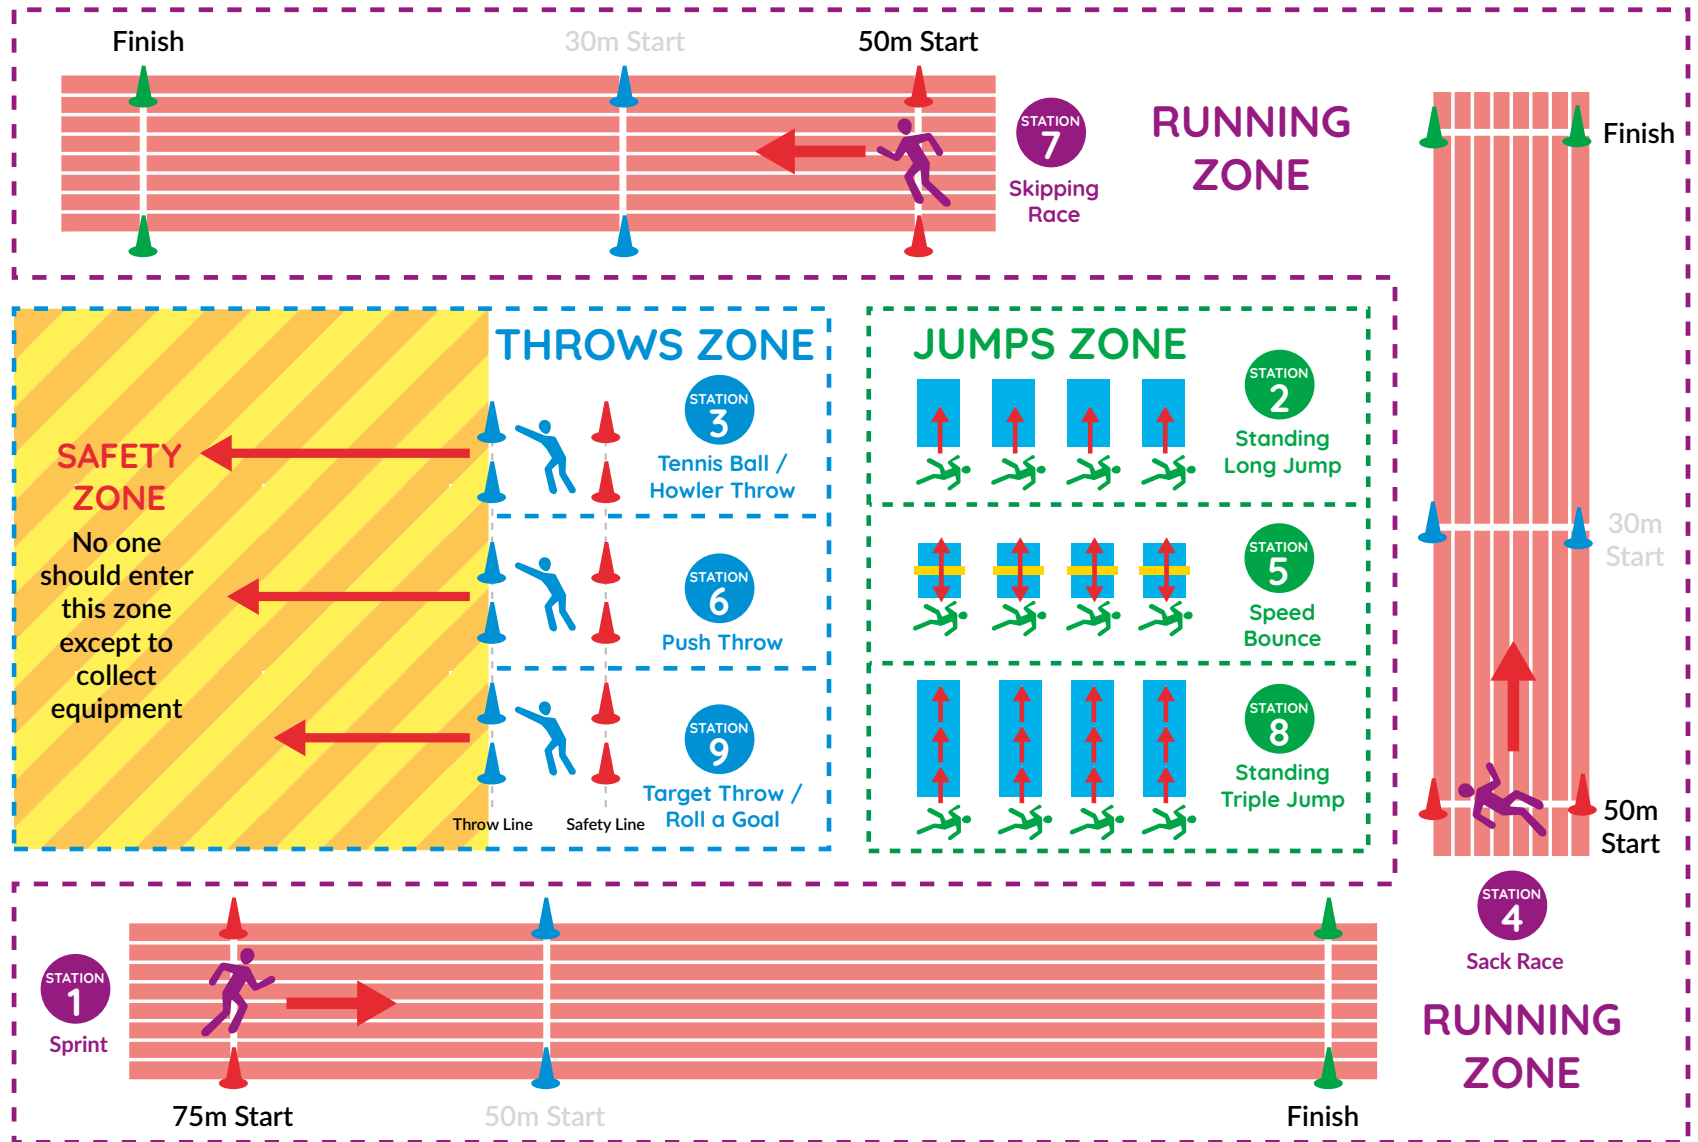 Finish
30m Start
50m Start
STATION
7
Skipping
Race
RUNNING
ZONE
Finish
30m
Start
50m
Start
STATION
4
Sack Race
RUNNING
ZONE
THROWS ZONE
SAFETY
ZONE
No one
should enter
this zone
except to
collect
equipment
STATION
3
Tennis Ball /
Howler Throw
STATION
6
Push Throw
STATION
9
Target Throw /
Roll a Goal
Throw Line
Safety Line
JUMPS ZONE
STATION
2
Standing
Long Jump
STATION
5
Speed
Bounce
STATION
8
Standing
Triple Jump
STATION
1
Sprint
75m Start
50m Start
Finish